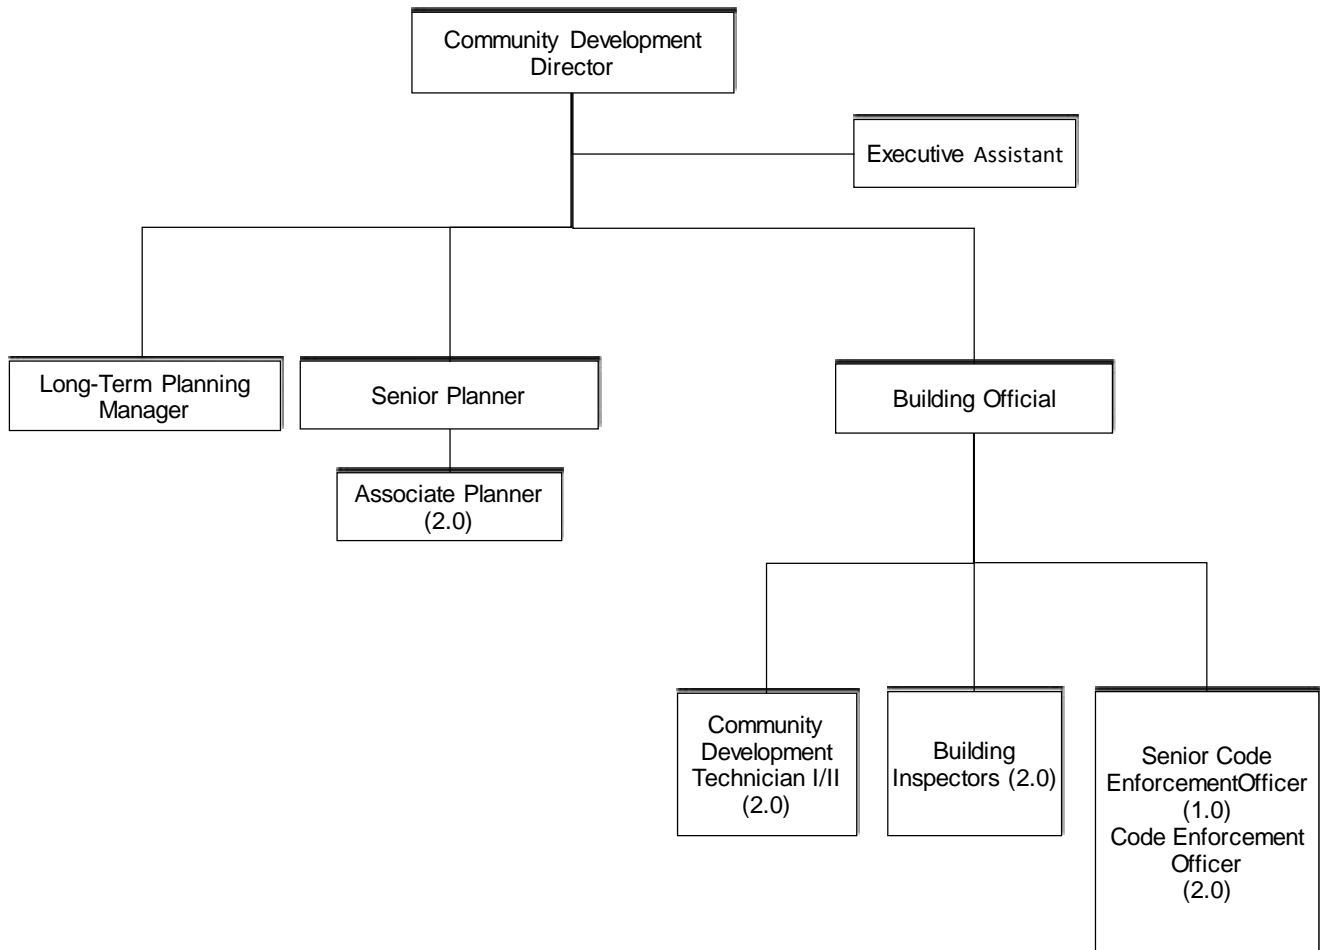 Community Development
Director
Executive Assistant
Long-Term Planning
Manager
Senior Planner
Building Official
Associate Planner
(2.0)
Community
Development
Technician I/II
(2.0)
Building
Inspectors (2.0)
Senior Code
EnforcementOfficer
(1.0)
Code Enforcement
Officer
(2.0)